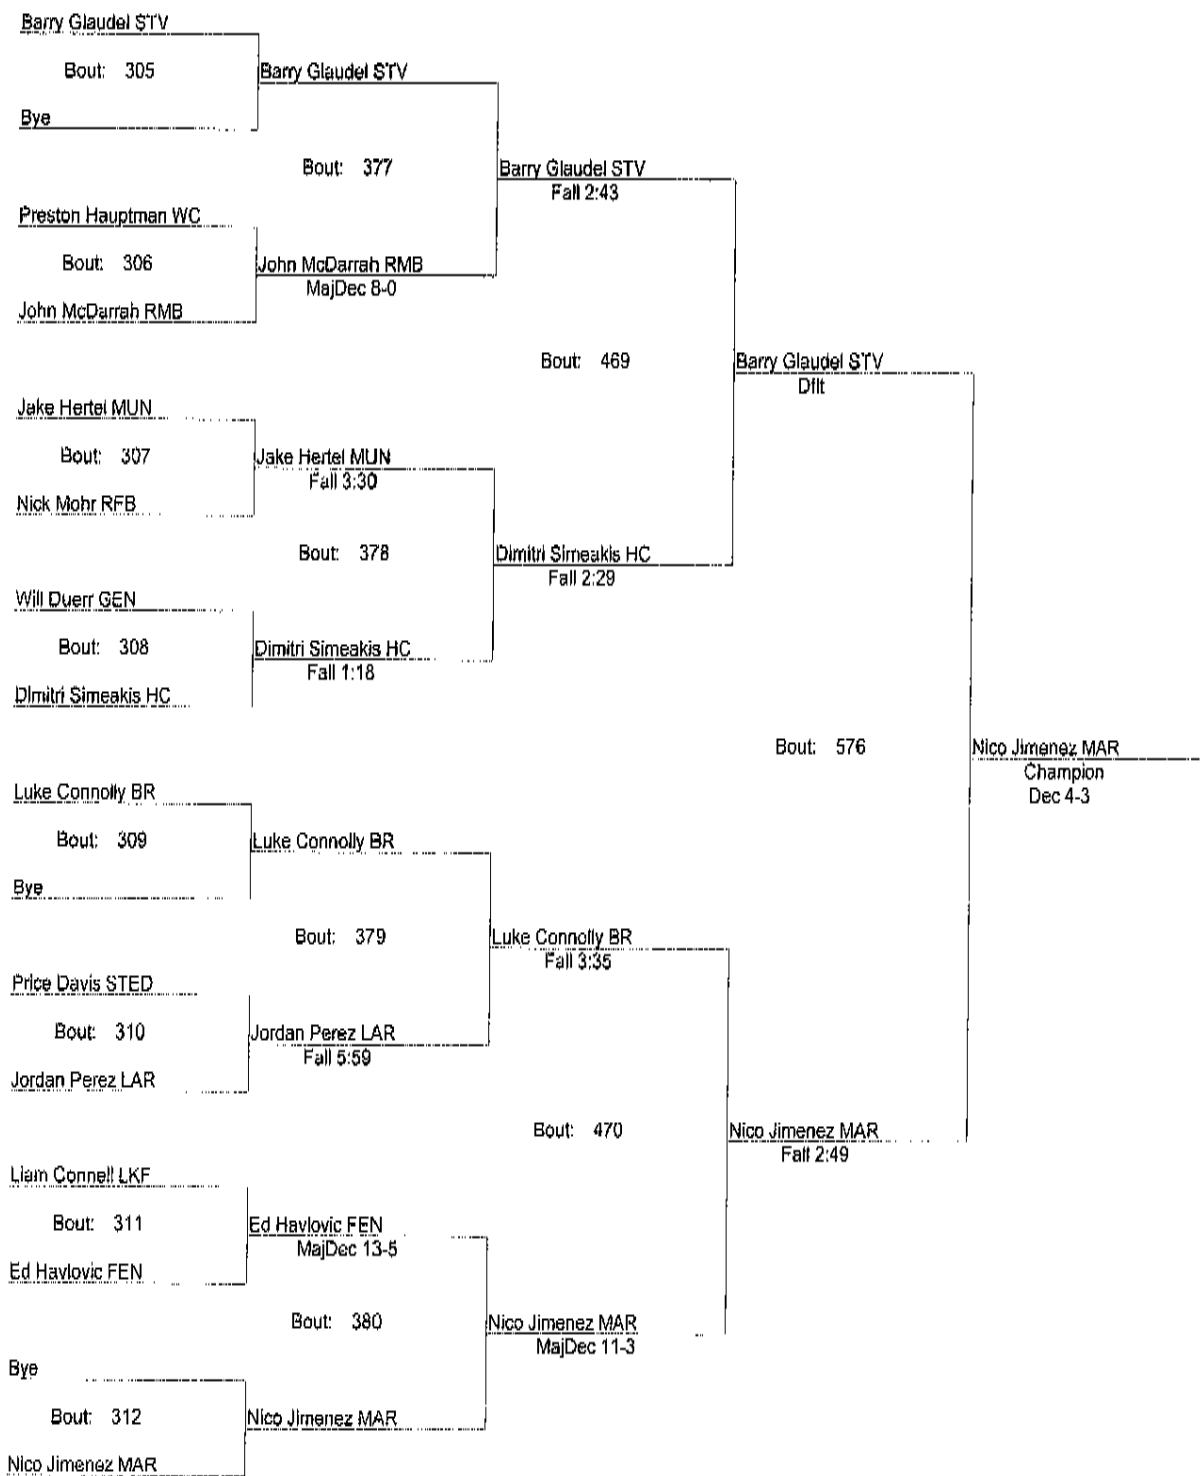 Barry Glaudel STV
Bout: 305
Barry Glaudel STV
Bye
Bout: 377
Barry Glaudel STV
Fall 2:43
Preston Hauptman WC
Bout: 306
John McDarrah RMB
MajDec 8-0
John McDarrah RMB
Bout: 469
Barry Glaudel STV
Dflt
Jake Hertel MUN
Bout: 307
Jake Hertel MUN
Fall 3:30
Nick Mohr RFB
Bout: 378
Dimitri Simeakis HC
Fall 2:29
Will Duerr GEN
Bout: 308
Dimitri Simeakis HC
Fall 1:18
Dimitri Simeakis HC
Bout: 576
Nico Jimenez MAR
Champion
Dec 4-3
Luke Connolly BR
Bout: 309
Luke Connolly BR
Bye
Bout: 379
Luke Connolly BR
Fall 3:35
Price Davis STED
Bout: 310
Jordan Perez LAR
Fall 5:59
Jordan Perez LAR
Bout: 470
Nico Jimenez MAR
Fall 2:49
Liam Connell LKF
Bout: 311
Ed Havlovic FEN
MajDec 13-5
Ed Havlovic FEN
Bout: 380
Nico Jimenez MAR
MajDec 11-3
Bye
Bout: 312
Nico Jimenez MAR
Nico Jimenez MAR